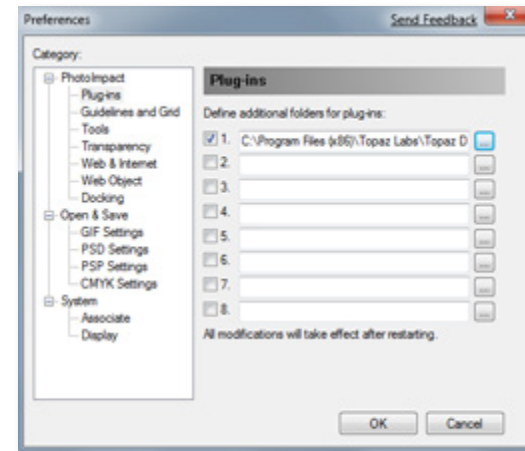 Preferences
Send Feedback
Category:
PhotoImpact
Plug-ins
Guidelines and Grid
Tools
Transparency
Web & Internet
Web Object
Docking
Open & Save
GIF Settings
PSD Settings
PSP Settings
CMYK Settings
System
Associate
Display
Plug-ins
Define additional folders for plug-ins:
1. C:\Program Files (x86)\Topaz Labs\Topaz D ...
2. ...
3. ...
4. ...
5. ...
6. ...
7. ...
8. ...
All modifications will take effect after restarting.
OK Cancel